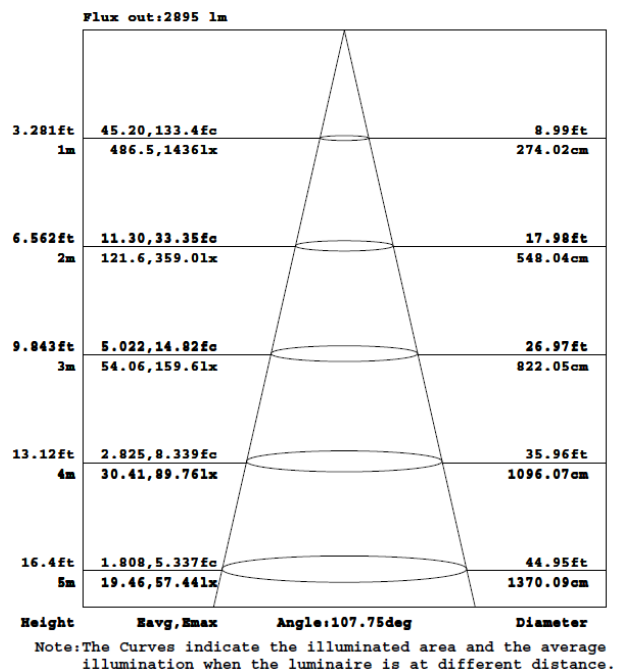 Flux out:2895 lm
3.281ft 45.20,133.4fc 8.99ft
1m 486.5,1436lx 274.02cm
6.562ft 11.30,33.35fc 17.98ft
2m 121.6,359.0lx 548.04cm
9.843ft 5.022,14.82fc 26.97ft
3m 54.06,159.6lx 822.05cm
13.12ft 2.825,8.339fc 35.96ft
4m 30.41,89.76lx 1096.07cm
16.4ft 1.808,5.337fc 44.95ft
5m 19.46,57.44lx 1370.09cm
Height Eavg,Emax Angle:107.75deg Diameter
Note:The Curves indicate the illuminated area and the average
illumination when the luminaire is at different distance.